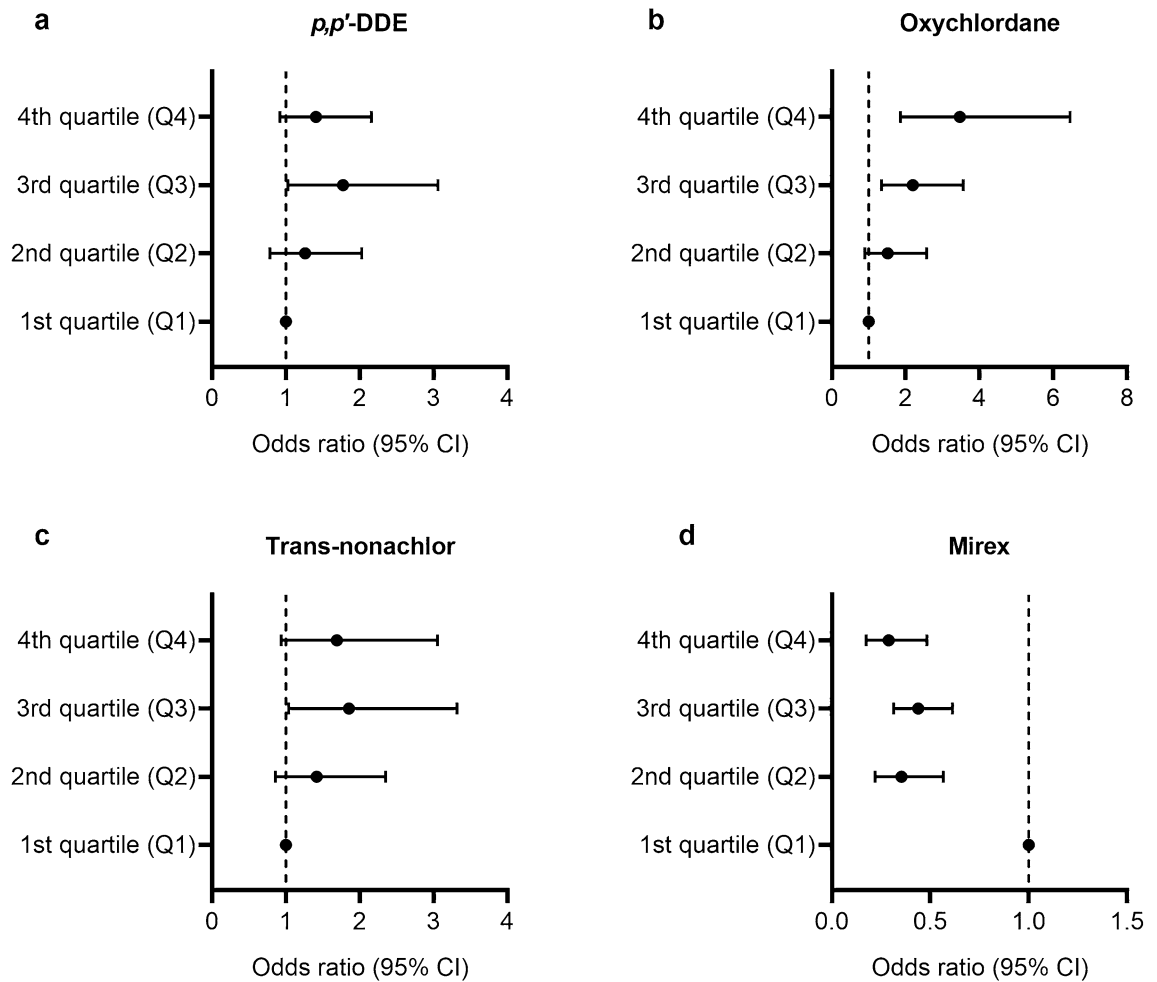 a
p,p′-DDE
4th quartile (Q4)
3rd quartile (Q3)
2nd quartile (Q2)
1st quartile (Q1)
0 1 2 3 4
Odds ratio (95% CI)
b
Oxychlordane
4th quartile (Q4)
3rd quartile (Q3)
2nd quartile (Q2)
1st quartile (Q1)
0 2 4 6 8
Odds ratio (95% CI)
c
Trans-nonachlor
4th quartile (Q4)
3rd quartile (Q3)
2nd quartile (Q2)
1st quartile (Q1)
0 1 2 3 4
Odds ratio (95% CI)
d
Mirex
4th quartile (Q4)
3rd quartile (Q3)
2nd quartile (Q2)
1st quartile (Q1)
0.0 0.5 1.0 1.5
Odds ratio (95% CI)